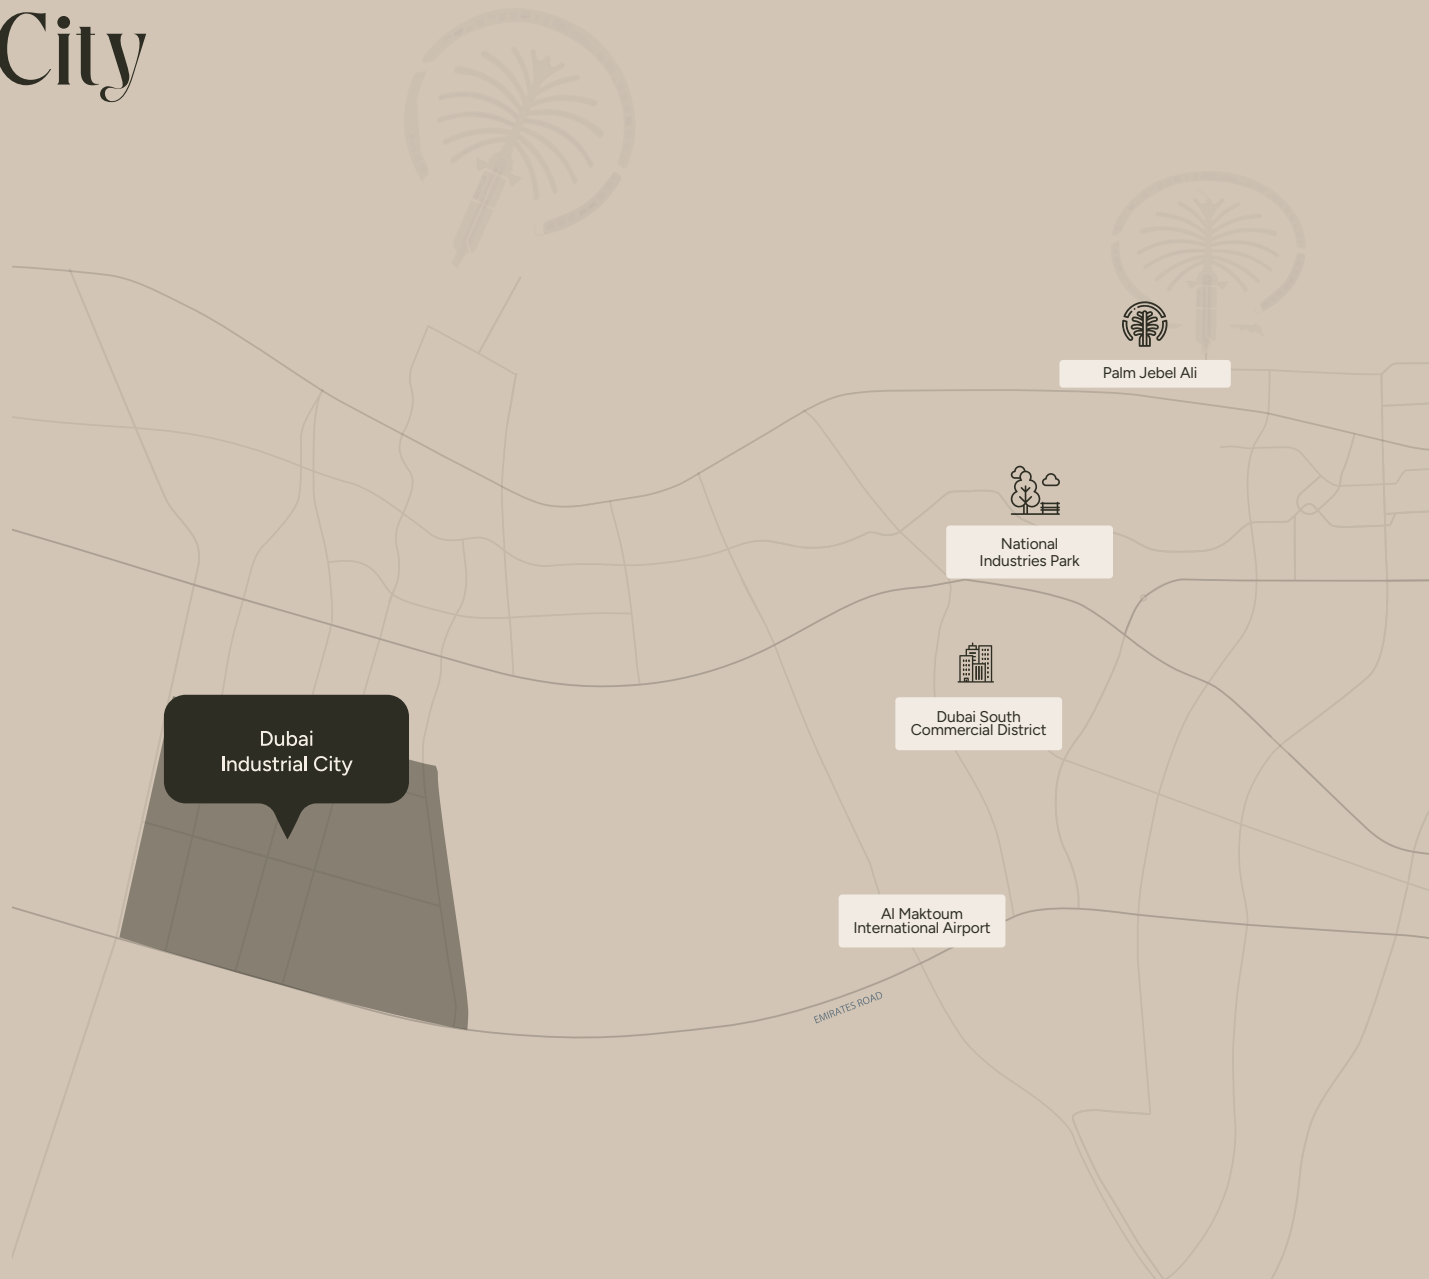 City
Palm Jebel Ali
National
Industries Park
Dubai South
Commercial District
Dubai
Industrial City
Al Maktoum
International Airport
EMIRATES ROAD